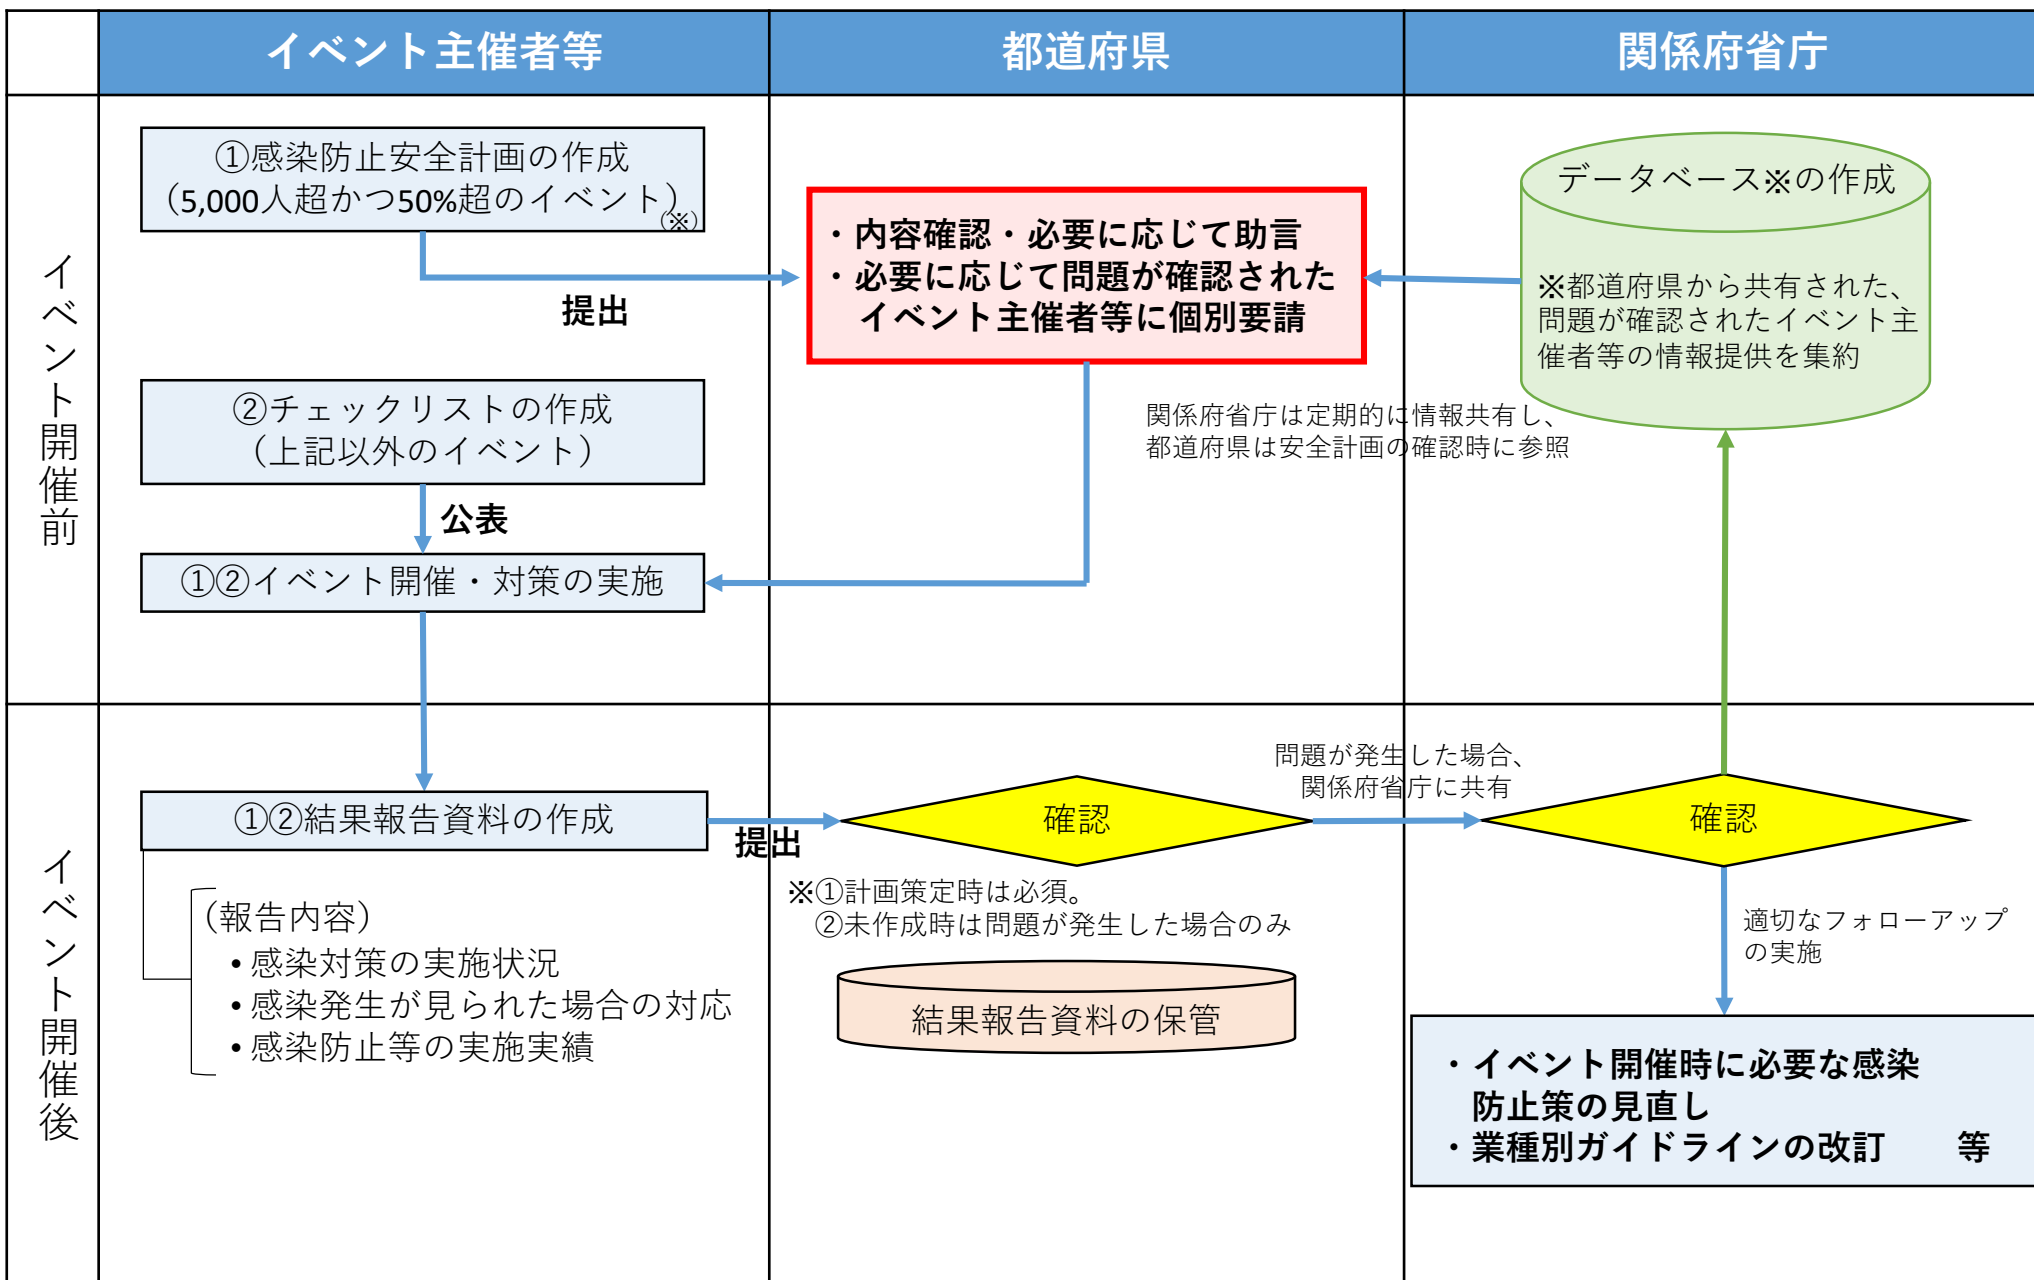 イベント主催者等
都道府県
関係府省庁
イベント開催前
①感染防止安全計画の作成
（5,000人超かつ50%超のイベント）
(※)
提出
②チェックリストの作成
（上記以外のイベント）
公表
①②イベント開催・対策の実施
・内容確認・必要に応じて助言
・必要に応じて問題が確認された
イベント主催者等に個別要請
関係府省庁は定期的に情報共有し、
都道府県は安全計画の確認時に参照
データベース※の作成
※都道府県から共有された、
問題が確認されたイベント主
催者等の情報提供を集約
イベント開催後
①②結果報告資料の作成
提出
（報告内容）
• 感染対策の実施状況
• 感染発生が見られた場合の対応
• 感染防止等の実施実績
確認
※①計画策定時は必須。
②未作成時は問題が発生した場合のみ
結果報告資料の保管
問題が発生した場合、
関係府省庁に共有
確認
適切なフォローアップ
の実施
・イベント開催時に必要な感染
防止策の見直し
・業種別ガイドラインの改訂　　等